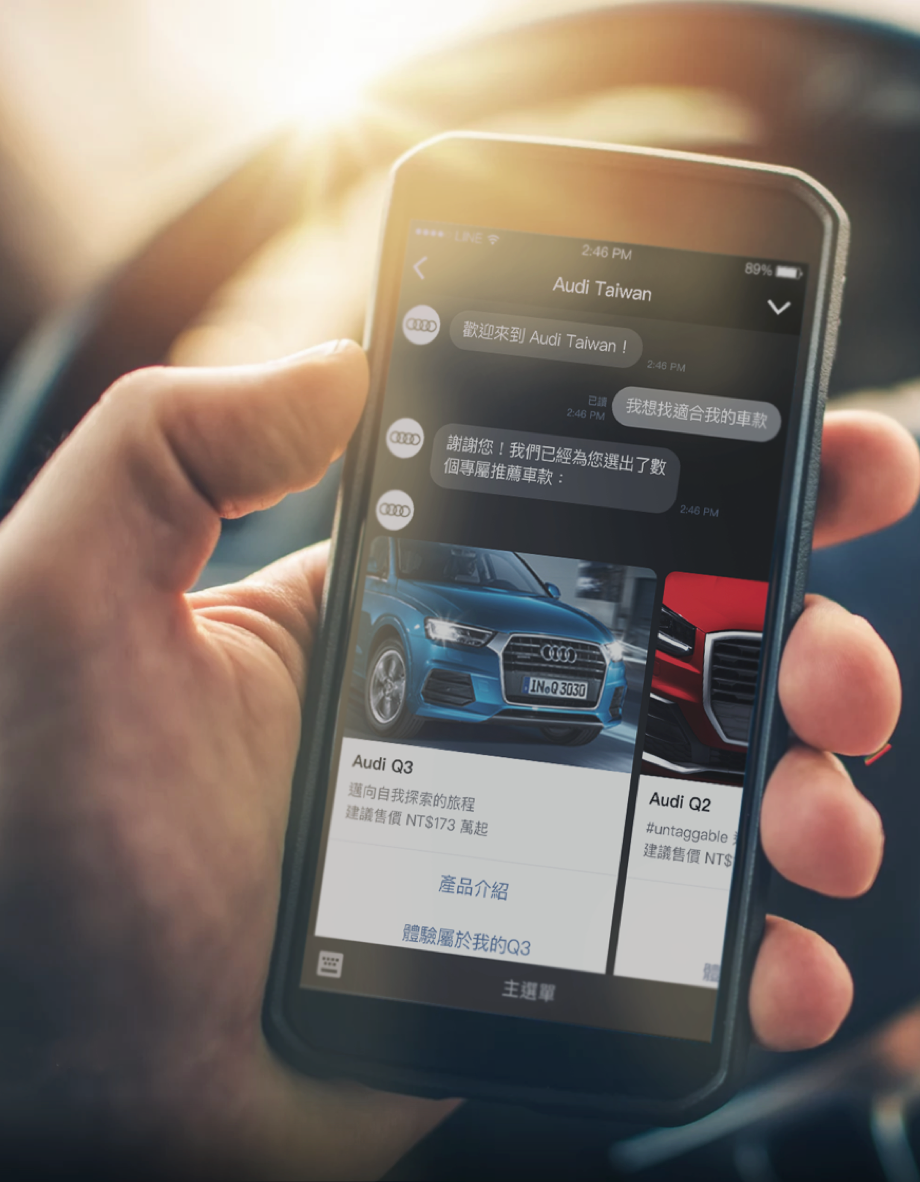 LINE
2:46 PM
89%
Audi Taiwan
歡迎來到 Audi Taiwan！
2:46 PM
已讀
2:46 PM
我想找適合我的車款
謝謝您！我們已經為您選出了數
個專屬推薦車款：
2:46 PM
IN Q 3030
Audi Q3
邁向自我探索的旅程
建議售價 NT$173 萬起
產品介紹
體驗屬於我的Q3
Audi Q2
#untaggable
建議售價 NT$
體
主選單